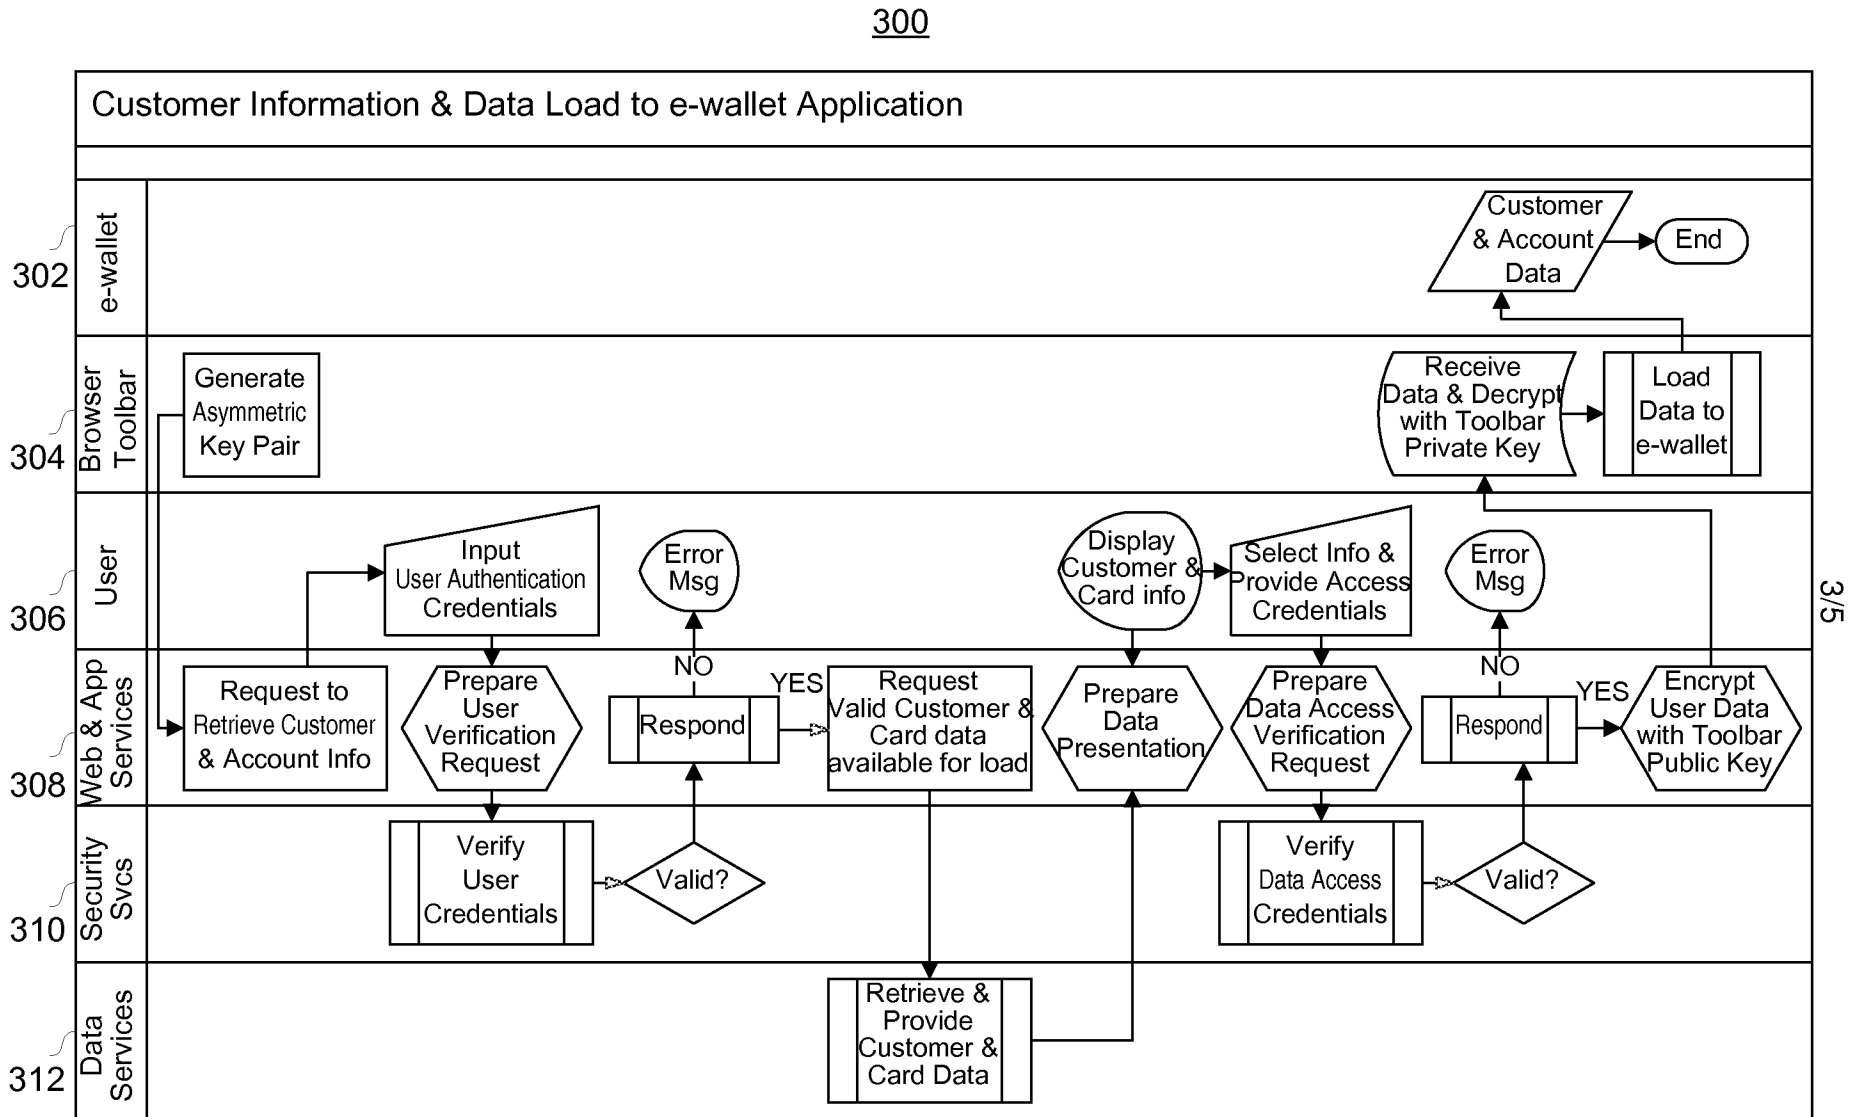 300
Customer Information & Data Load to e-wallet Application
302
e-wallet
Customer
& Account
Data
End
304
Browser
Toolbar
Generate
Asymmetric
Key Pair
Receive
Data & Decrypt
with Toolbar
Private Key
Load
Data to
e-wallet
306
User
Input
User Authentication
Credentials
Error
Msg
Display
Customer &
Card info
Select Info &
Provide Access
Credentials
Error
Msg
3/5
308
Web & App
Services
Request to
Retrieve Customer
& Account Info
Prepare
User
Verification
Request
NO
Respond
YES
Request
Valid Customer &
Card data
available for load
Prepare
Data
Presentation
Prepare
Data Access
Verification
Request
NO
Respond
YES
Encrypt
User Data
with Toolbar
Public Key
310
Security
Svcs
Verify
User
Credentials
Valid?
Verify
Data Access
Credentials
Valid?
312
Data
Services
Retrieve &
Provide
Customer &
Card Data